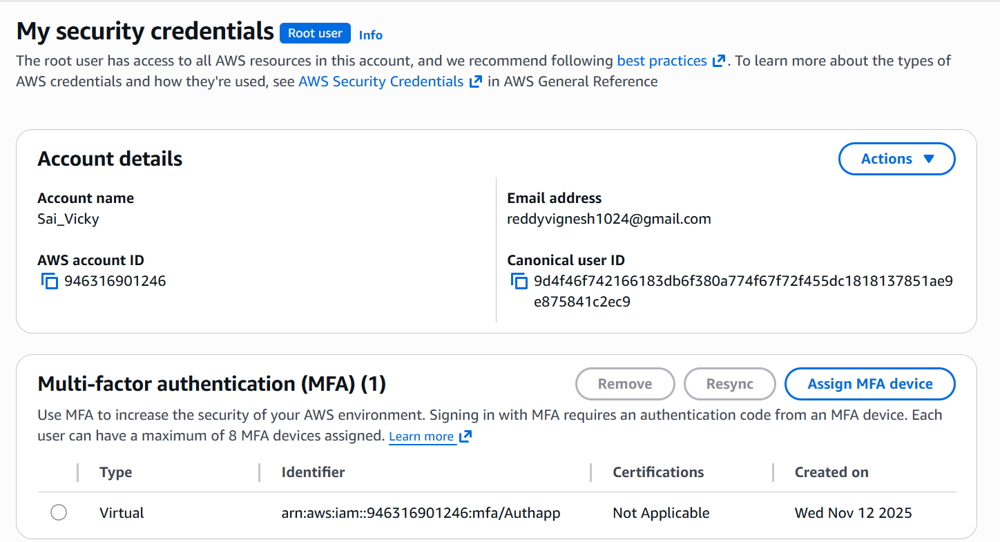 My security credentials Root user Info
The root user has access to all AWS resources in this account, and we recommend following best practices. To learn more about the types of
AWS credentials and how they're used, see AWS Security Credentials in AWS General Reference
Account details
Actions
Account name
Sai_Vicky
Email address
reddyvignesh1024@gmail.com
AWS account ID
946316901246
Canonical user ID
9d4f46f742166183db6f380a774f67f72f455dc1818137851ae9
e875841c2ec9
Multi-factor authentication (MFA) (1)
Remove Resync Assign MFA device
Use MFA to increase the security of your AWS environment. Signing in with MFA requires an authentication code from an MFA device. Each
user can have a maximum of 8 MFA devices assigned. Learn more
Type Identifier Certifications Created on
Virtual arn:aws:iam::946316901246:mfa/Authapp Not Applicable Wed Nov 12 2025